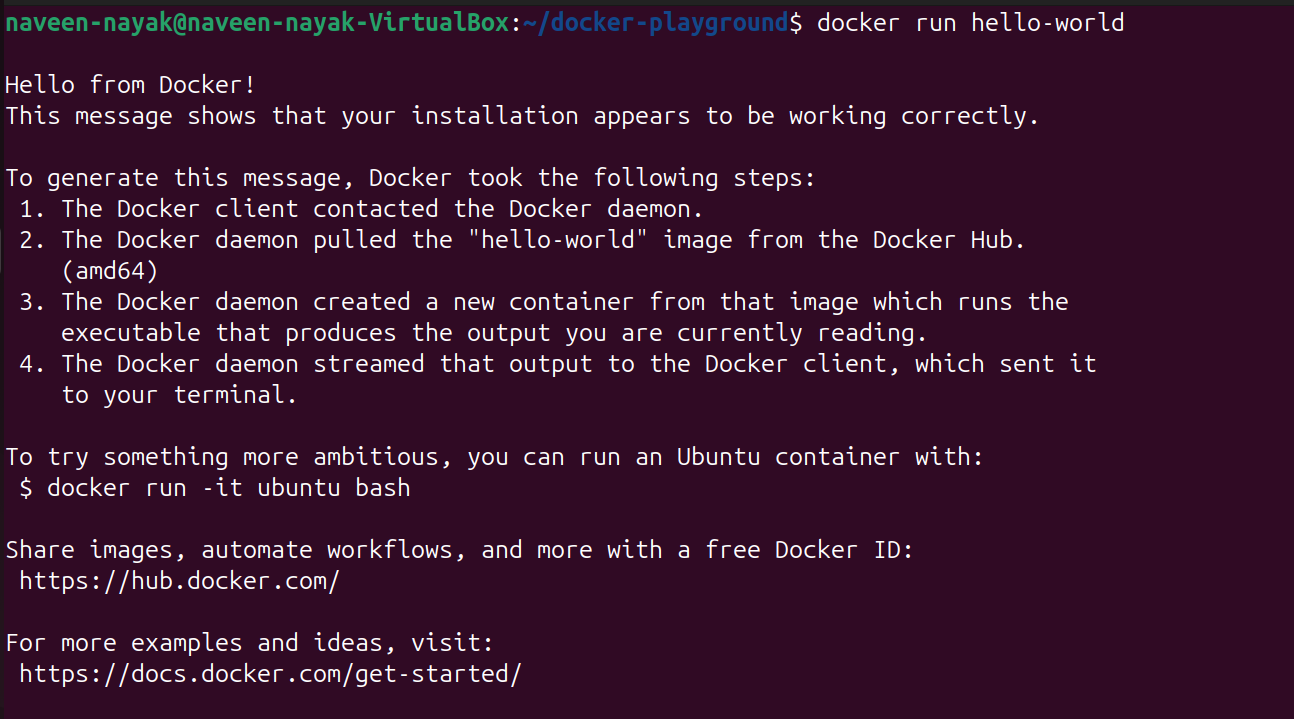 naveen-nayak@naveen-nayak-VirtualBox:~/docker-playground$ docker run hello-world
Hello from Docker!
This message shows that your installation appears to be working correctly.
To generate this message, Docker took the following steps:
1. The Docker client contacted the Docker daemon.
2. The Docker daemon pulled the "hello-world" image from the Docker Hub.
(amd64)
3. The Docker daemon created a new container from that image which runs the
executable that produces the output you are currently reading.
4. The Docker daemon streamed that output to the Docker client, which sent it
to your terminal.
To try something more ambitious, you can run an Ubuntu container with:
$ docker run -it ubuntu bash
Share images, automate workflows, and more with a free Docker ID:
https://hub.docker.com/
For more examples and ideas, visit:
https://docs.docker.com/get-started/